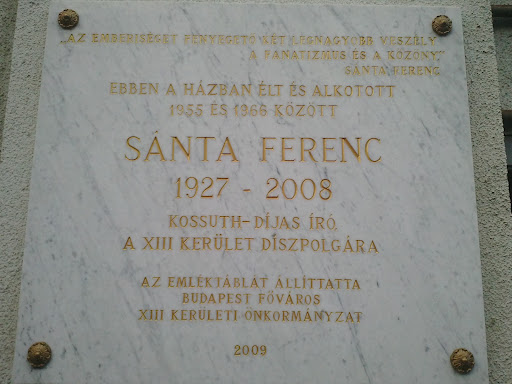 „AZ EMBERISÉGET FENYEGETŐ KÉT LEGNAGYOBB VESZÉLY,
A FANATIZMUS ÉS A KÖZÖNY."
SÁNTA FERENC
EBBEN A HÁZBAN ÉLT ÉS ALKOTOTT
1955 ÉS 1966 KÖZÖTT
SÁNTA FERENC
1927 - 2008
KOSSUTH-DÍJAS ÍRÓ,
A XIII KERÜLET DÍSZPOLGÁRA
AZ EMLÉKTÁBLÁT ÁLLÍTTATTA
BUDAPEST FŐVÁROS
XIII KERÜLETI ÖNKORMÁNYZAT
2009